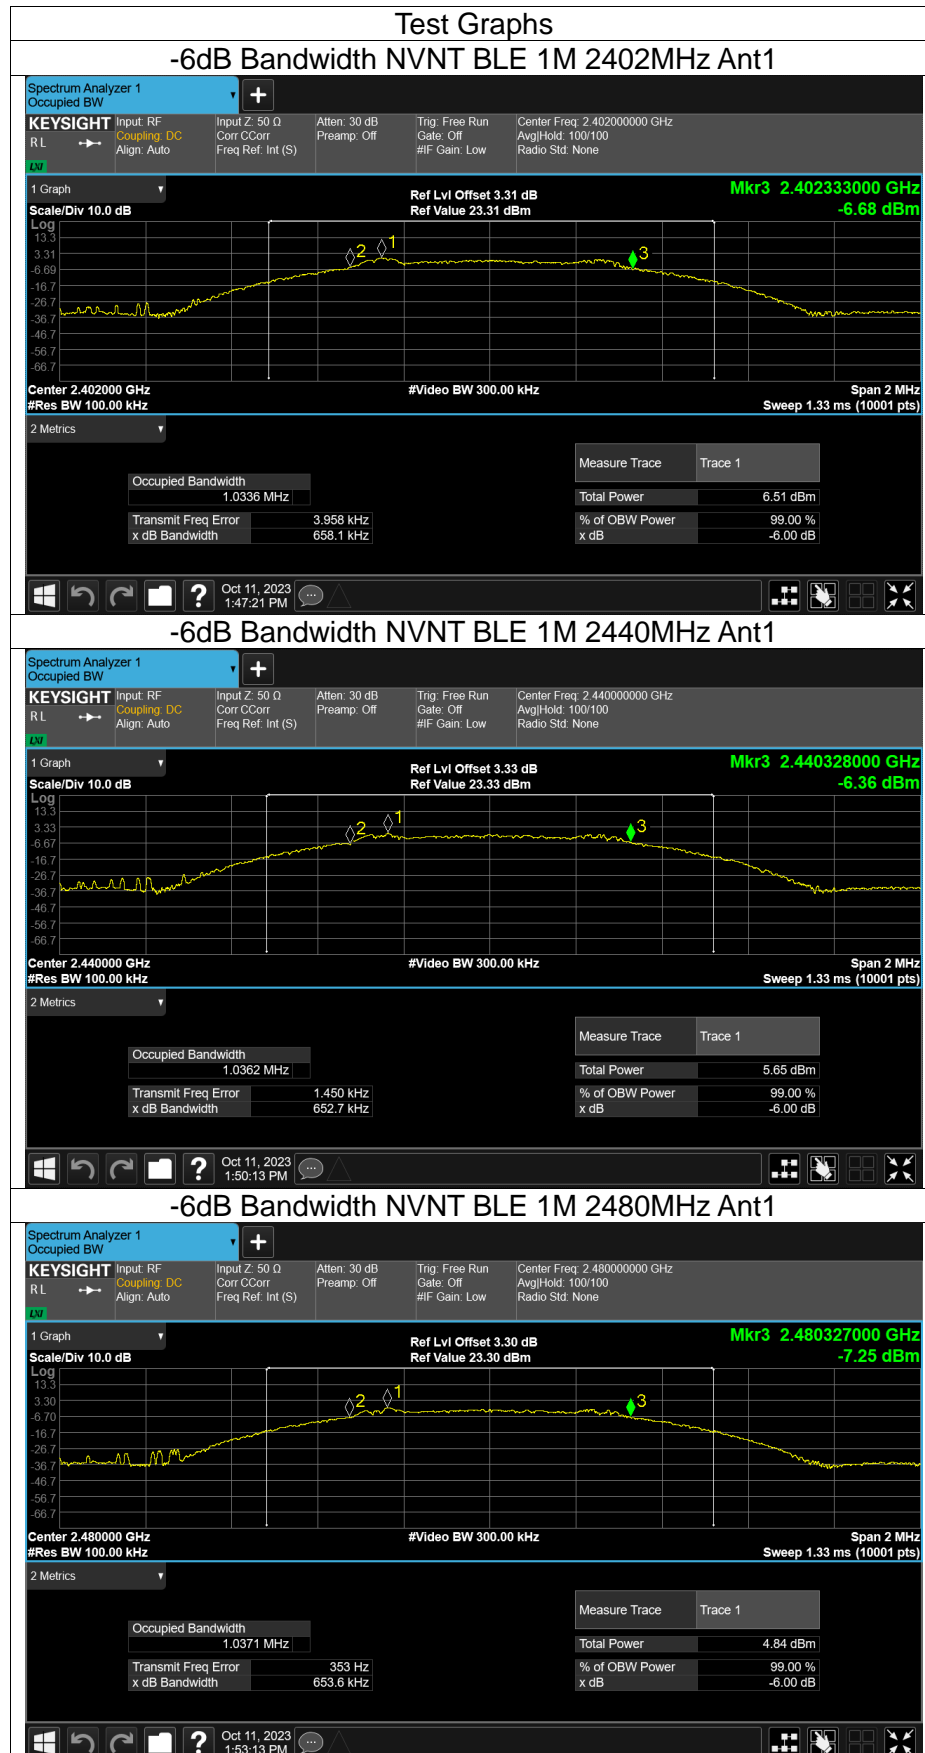 Test Graphs
-6dB Bandwidth NVNT BLE 1M 2402MHz Ant1
Spectrum Analyzer 1
Occupied BW
KEYSIGHT Input: RF Input Z: 50 Ω Atten: 30 dB Trig: Free Run Center Freq: 2.402000000 GHz
RL Coupling: DC Corr CCorr Preamp: Off Gate: Off Avg|Hold: 100/100
Align: Auto Freq Ref: Int (S) #IF Gain: Low Radio Std: None
LXI
1 Graph Ref Lvl Offset 3.31 dB Mkr3 2.402333000 GHz
Scale/Div 10.0 dB Ref Value 23.31 dBm -6.68 dBm
Log
13.3
3.31
-6.69
-16.7
-26.7
-36.7
-46.7
-56.7
-66.7
2 1 3
Center 2.402000 GHz #Video BW 300.00 kHz Span 2 MHz
#Res BW 100.00 kHz Sweep 1.33 ms (10001 pts)
2 Metrics
Measure Trace Trace 1
Occupied Bandwidth
1.0336 MHz Total Power 6.51 dBm
Transmit Freq Error 3.958 kHz % of OBW Power 99.00 %
x dB Bandwidth 658.1 kHz x dB -6.00 dB
? Oct 11, 2023
1:47:21 PM
-6dB Bandwidth NVNT BLE 1M 2440MHz Ant1
Spectrum Analyzer 1
Occupied BW
KEYSIGHT Input: RF Input Z: 50 Ω Atten: 30 dB Trig: Free Run Center Freq: 2.440000000 GHz
RL Coupling: DC Corr CCorr Preamp: Off Gate: Off Avg|Hold: 100/100
Align: Auto Freq Ref: Int (S) #IF Gain: Low Radio Std: None
LXI
1 Graph Ref Lvl Offset 3.33 dB Mkr3 2.440328000 GHz
Scale/Div 10.0 dB Ref Value 23.33 dBm -6.36 dBm
Log
13.3
3.33
-6.67
-16.7
-26.7
-36.7
-46.7
-56.7
-66.7
2 1 3
Center 2.440000 GHz #Video BW 300.00 kHz Span 2 MHz
#Res BW 100.00 kHz Sweep 1.33 ms (10001 pts)
2 Metrics
Measure Trace Trace 1
Occupied Bandwidth
1.0362 MHz Total Power 5.65 dBm
Transmit Freq Error 1.450 kHz % of OBW Power 99.00 %
x dB Bandwidth 652.7 kHz x dB -6.00 dB
? Oct 11, 2023
1:50:13 PM
-6dB Bandwidth NVNT BLE 1M 2480MHz Ant1
Spectrum Analyzer 1
Occupied BW
KEYSIGHT Input: RF Input Z: 50 Ω Atten: 30 dB Trig: Free Run Center Freq: 2.480000000 GHz
RL Coupling: DC Corr CCorr Preamp: Off Gate: Off Avg|Hold: 100/100
Align: Auto Freq Ref: Int (S) #IF Gain: Low Radio Std: None
LXI
1 Graph Ref Lvl Offset 3.30 dB Mkr3 2.480327000 GHz
Scale/Div 10.0 dB Ref Value 23.30 dBm -7.25 dBm
Log
13.3
3.30
-6.70
-16.7
-26.7
-36.7
-46.7
-56.7
-66.7
2 1 3
Center 2.480000 GHz #Video BW 300.00 kHz Span 2 MHz
#Res BW 100.00 kHz Sweep 1.33 ms (10001 pts)
2 Metrics
Measure Trace Trace 1
Occupied Bandwidth
1.0371 MHz Total Power 4.84 dBm
Transmit Freq Error 353 Hz % of OBW Power 99.00 %
x dB Bandwidth 653.6 kHz x dB -6.00 dB
? Oct 11, 2023
1:53:13 PM